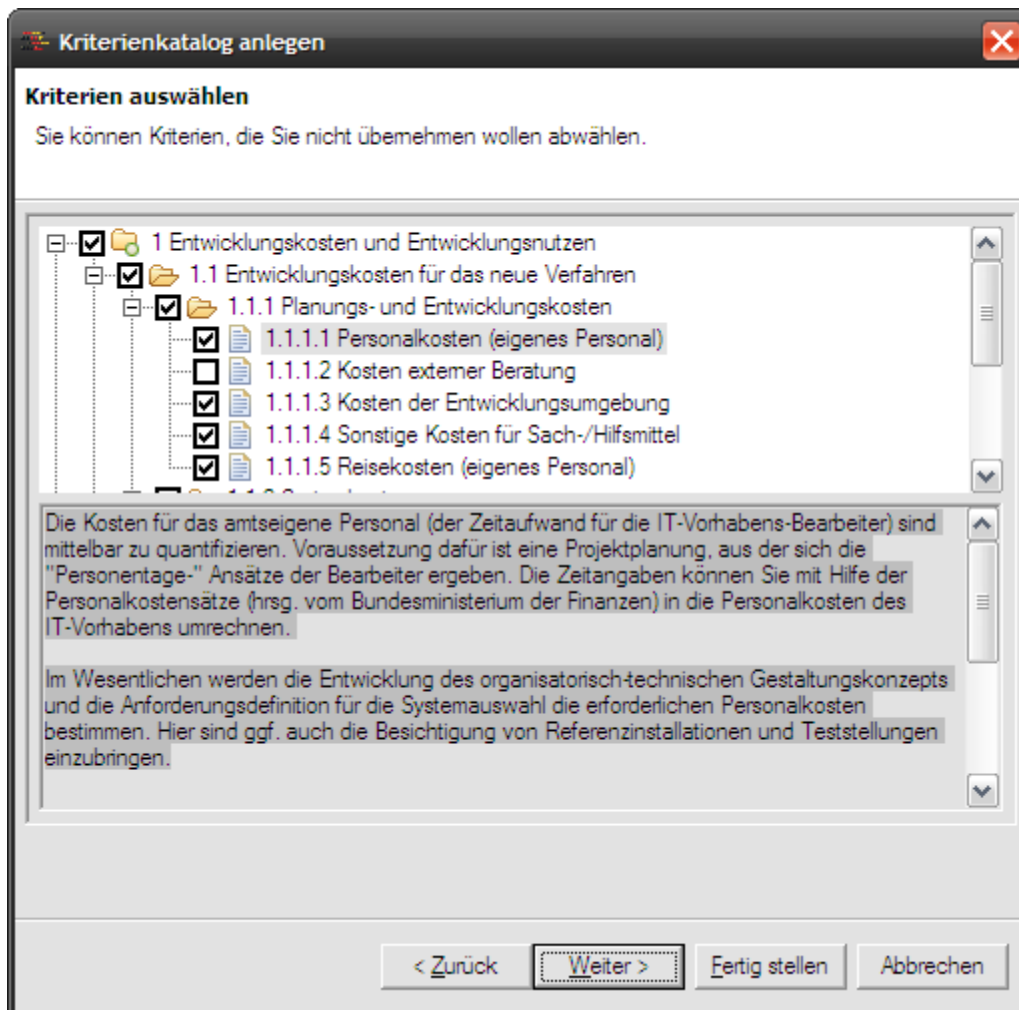 Kriterienkatalog anlegen
Kriterien auswählen
Sie können Kriterien, die Sie nicht übernehmen wollen abwählen.
1 Entwicklungskosten und Entwicklungsnutzen
1.1 Entwicklungskosten für das neue Verfahren
1.1.1 Planungs- und Entwicklungskosten
1.1.1.1 Personalkosten (eigenes Personal)
1.1.1.2 Kosten externer Beratung
1.1.1.3 Kosten der Entwicklungsumgebung
1.1.1.4 Sonstige Kosten für Sach-/Hilfsmittel
1.1.1.5 Reisekosten (eigenes Personal)
Die Kosten für das amtseigene Personal (der Zeitaufwand für die IT-Vorhabens-Bearbeiter) sind
mittelbar zu quantifizieren. Voraussetzung dafür ist eine Projektplanung, aus der sich die
"Personentage-" Ansätze der Bearbeiter ergeben. Die Zeitangaben können Sie mit Hilfe der
Personalkostensätze (hrsg. vom Bundesministerium der Finanzen) in die Personalkosten des
IT-Vorhabens umrechnen.
Im Wesentlichen werden die Entwicklung des organisatorisch-technischen Gestaltungskonzepts
und die Anforderungsdefinition für die Systemauswahl die erforderlichen Personalkosten
bestimmen. Hier sind ggf. auch die Besichtigung von Referenzinstallationen und Teststellungen
einzubringen.
< Zurück Weiter > Fertig stellen Abbrechen